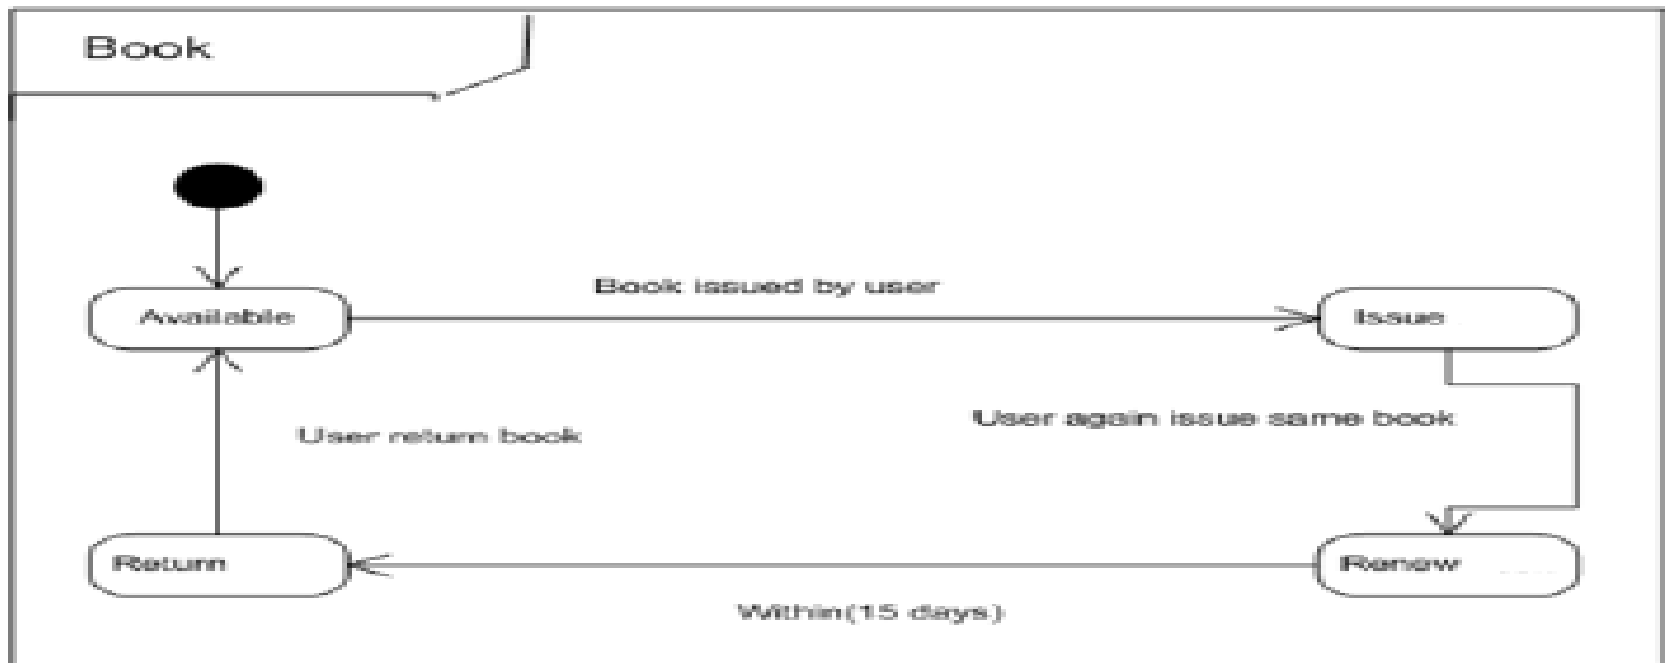 Book
Book issued by user
Available
Issue
User again issue same book
User return book
Return
Renew
Within(15 days)